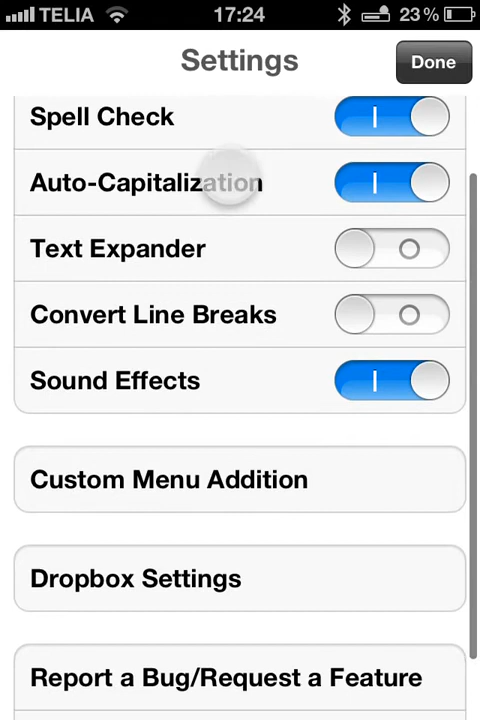 TELIA 17:24 23%
Settings
Done
Spell Check
Auto-Capitalization
Text Expander
Convert Line Breaks
Sound Effects
Custom Menu Addition
Dropbox Settings
Report a Bug/Request a Feature